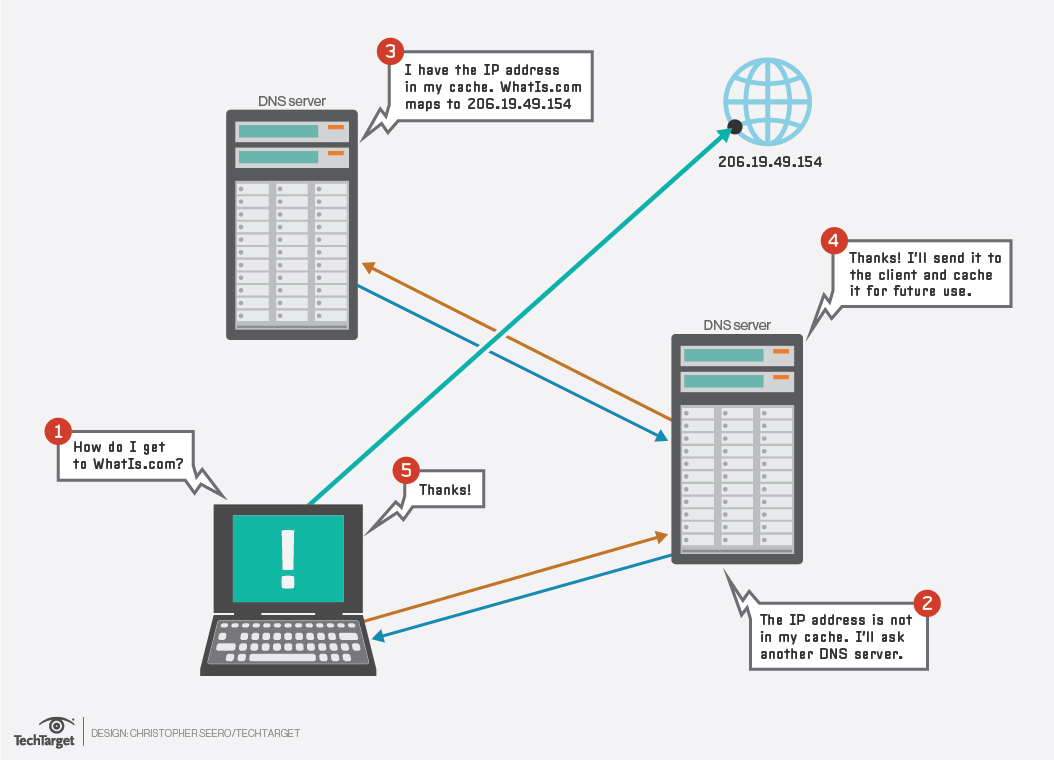 3
I have the IP address
in my cache. WhatIs.com
maps to 206.19.49.154
DNS server
206.19.49.154
4
Thanks! I'll send it to
the client and cache
it for future use.
DNS server
1
How do I get
to WhatIs.com?
5
Thanks!
!
2
The IP address is not
in my cache. I'll ask
another DNS server.
TechTarget
DESIGN: CHRISTOPHER SEERO/TECHTARGET